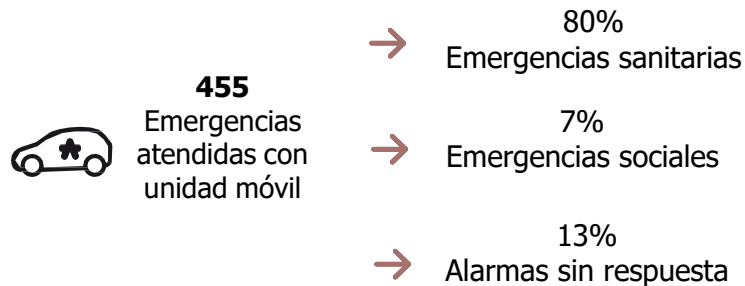 455
Emergencias
atendidas con
unidad móvil
80%
Emergencias sanitarias
7%
Emergencias sociales
13%
Alarmas sin respuesta